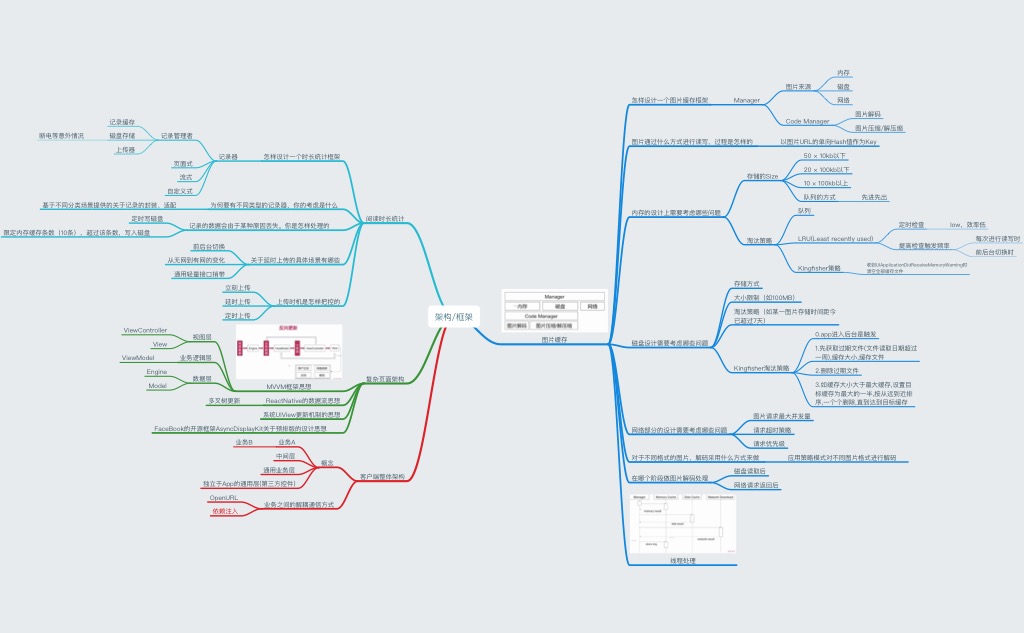 架构/框架
图片缓存
Manager
内存
磁盘
网络
Code Manager
图片解码
图片压缩/解压缩
怎样设计一个图片缓存框架
Manager
图片来源
内存
磁盘
网络
Code Manager
图片解码
图片压缩/解压缩
图片通过什么方式进行读写，过程是怎样的
以图片URL的单向Hash值作为Key
内存的设计上需要考虑哪些问题
存储的Size
50 × 10kb以下
20 × 100kb以下
10 × 100kb以上
队列的方式
先进先出
淘汰策略
队列
LRU(Least recently used)
定时检查
low，效率低
提高检查触发频率
每次进行读写时
前后台切换时
Kingfisher策略
收到UIApplicationDidReceiveMemoryWarning时
清空全部缓存文件
磁盘设计需要考虑哪些问题
存储方式
大小限制（如100MB）
淘汰策略（如某一图片存储时间距今
已超过7天）
Kingfisher淘汰策略
0.app进入后台是触发
1.先获取过期文件(文件读取日期超过
一周),缓存大小,缓存文件
2.删除过期文件
3.如缓存大小大于最大缓存,设置目
标缓存为最大的一半,按从远到近排
序,一个个删除,直到达到目标缓存
网络部分的设计需要考虑哪些问题
图片请求最大并发量
请求超时策略
请求优先级
对于不同格式的图片，解码采用什么方式来做
应用策略模式对不同图片格式进行解码
在哪个阶段做图片解码处理
磁盘读取后
网络请求返回后
线程处理
阅读时长统计
怎样设计一个时长统计框架
记录器
记录管理者
记录缓存
磁盘存储
断电等意外情况
上传器
页面式
流式
自定义式
为何要有不同类型的记录器，你的考虑是什么
基于不同分类场景提供的关于记录的封装、适配
记录的数据会由于某种原因丢失，你是怎样处理的
定时写磁盘
限定内存缓存条数（10条），超过该条数，写入磁盘
关于延时上传的具体场景有哪些
前后台切换
从无网到有网的变化
通用轻量接口捎带
上传时机是怎样把控的
立刻上传
延时上传
定时上传
复杂页面架构
MVVM框架思想
视图层
ViewController
View
业务逻辑层
ViewModel
数据层
Engine
Model
ReactNative的数据流思想
多叉树更新
系统UIView更新机制的思想
FaceBook的开源框架AsyncDisplayKit关于预排版的设计思想
客户端整体架构
概念
业务A
业务B
中间层
通用业务层
独立于App的通用层(第三方控件)
业务之间的解耦通信方式
OpenURL
依赖注入